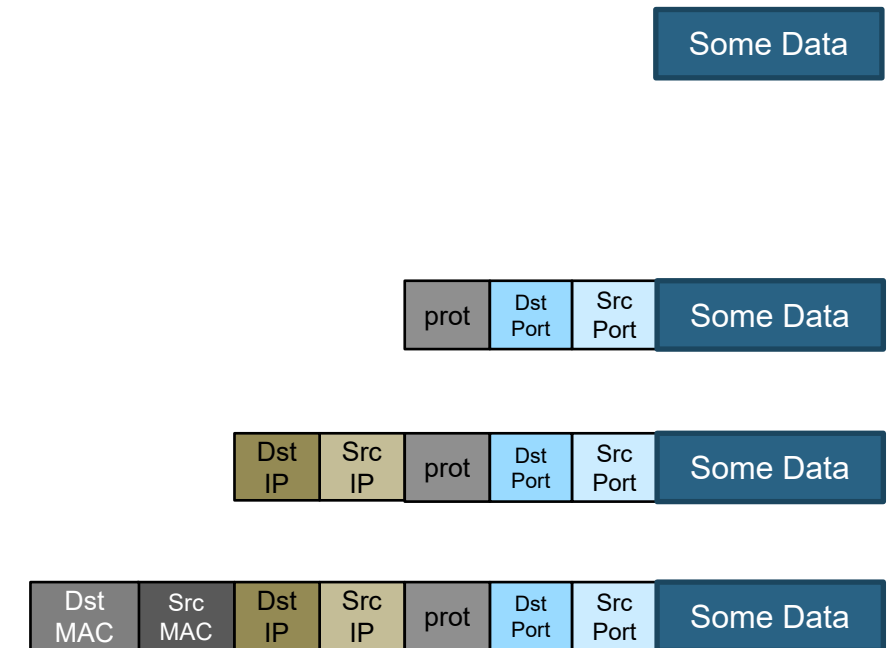 Some Data
prot Dst Port Src Port Some Data
Dst IP Src IP prot Dst Port Src Port Some Data
Dst MAC Src MAC Dst IP Src IP prot Dst Port Src Port Some Data